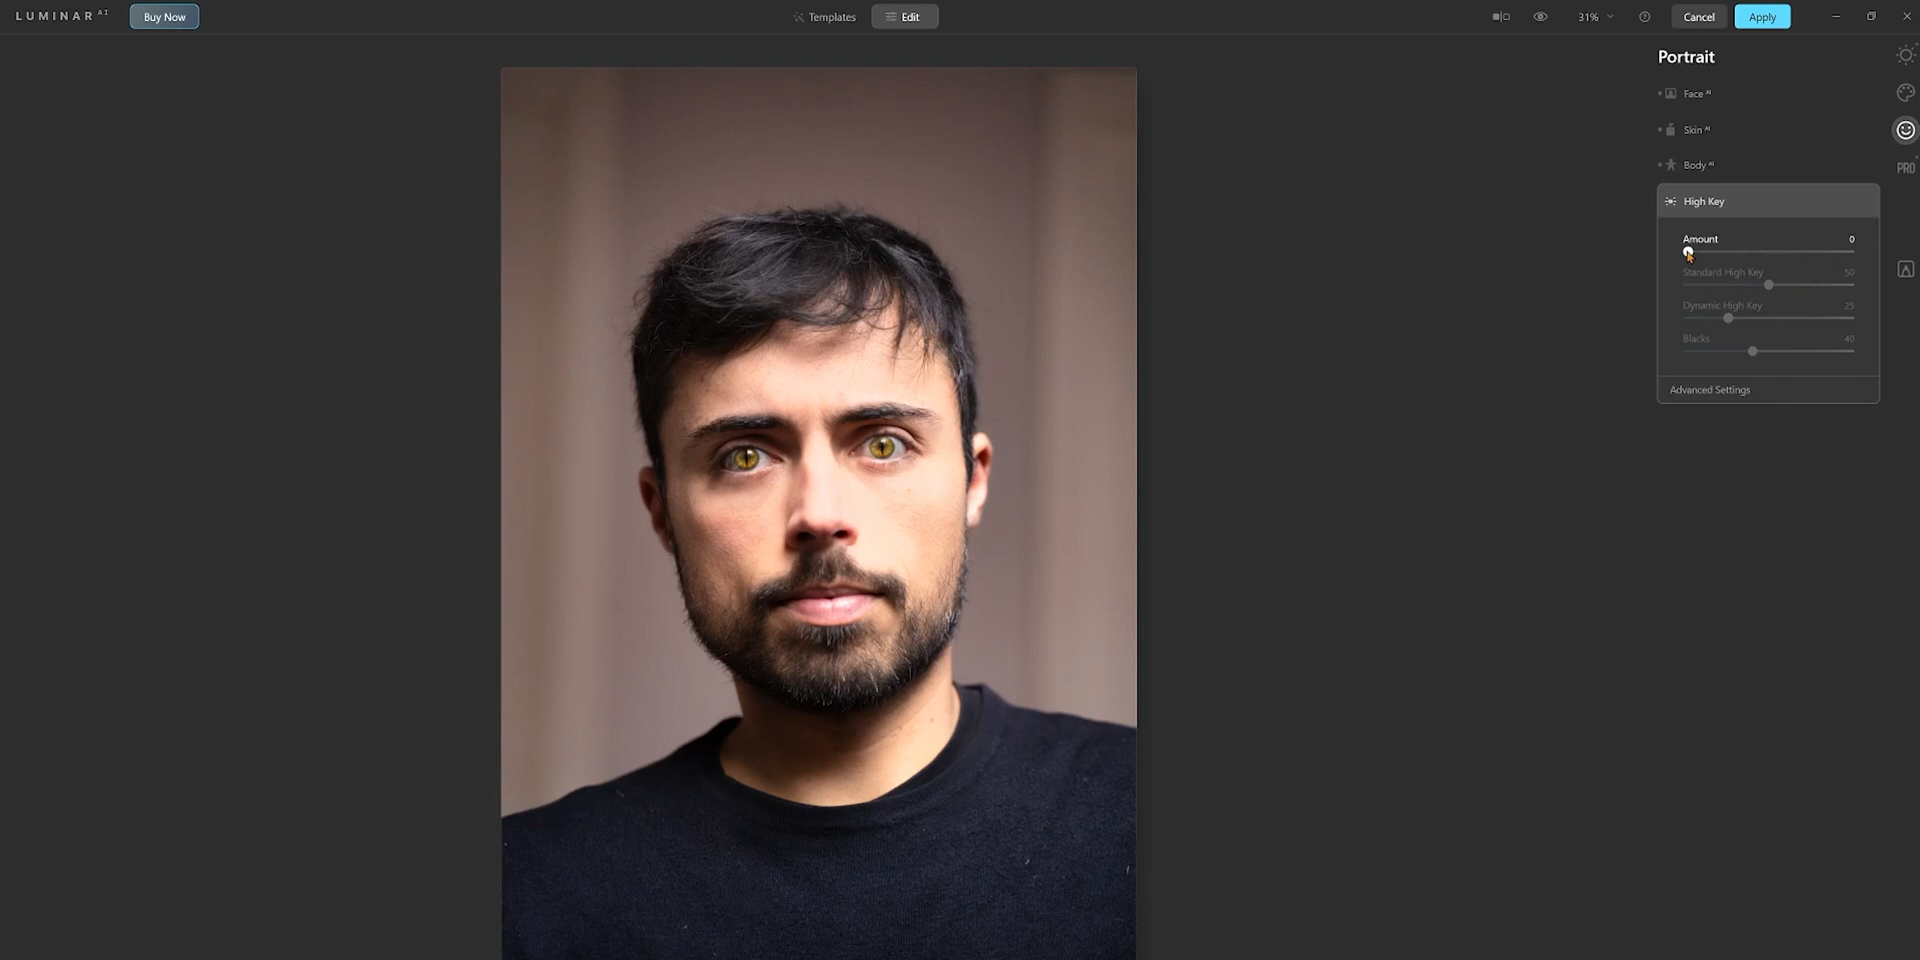 LUMINAR AI
Buy Now
Templates
Edit
31%
Cancel
Apply
Portrait
Face AI
Skin AI
Body AI
PRO
High Key
Amount 0
Standard High Key 50
Dynamic High Key 25
Blacks 40
Advanced Settings